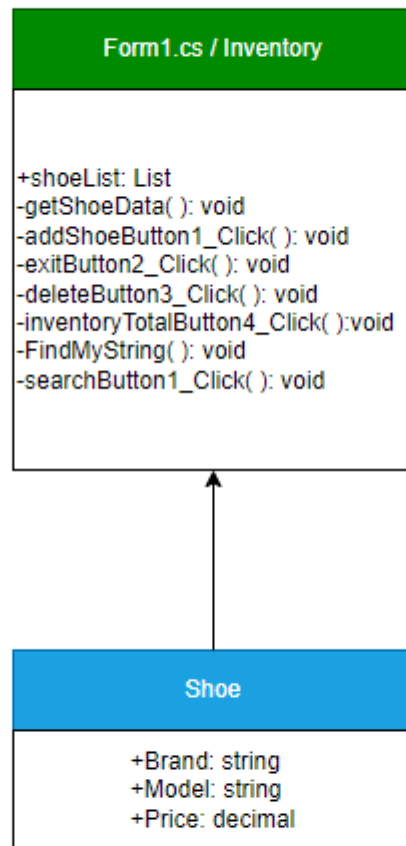 Form1.cs / Inventory
+shoeList: List
-getShoeData( ): void
-addShoeButton1_Click( ): void
-exitButton2_Click( ): void
-deleteButton3_Click( ): void
-inventoryTotalButton4_Click( ):void
-FindMyString( ): void
-searchButton1_Click( ): void
Shoe
+Brand: string
+Model: string
+Price: decimal